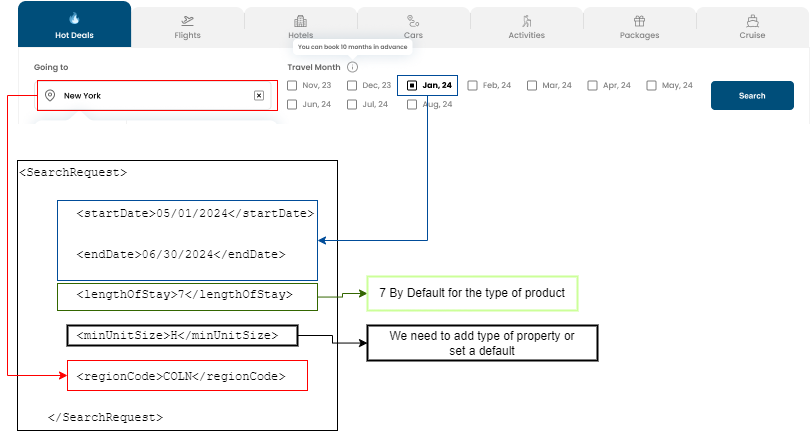 Hot Deals
Flights
Hotels
Cars
Activities
Packages
Cruise
You can book 10 months in advance
Going to
Travel Month
New York
Nov, 23
Dec, 23
Jan, 24
Feb, 24
Mar, 24
Apr, 24
May, 24
Jun, 24
Jul, 24
Aug, 24
Search
<SearchRequest>
<startDate>05/01/2024</startDate>
<endDate>06/30/2024</endDate>
<lengthOfStay>7</lengthOfStay>
7 By Default for the type of product
<minUnitSize>H</minUnitSize>
We need to add type of property or
set a default
<regionCode>COLN</regionCode>
</SearchRequest>